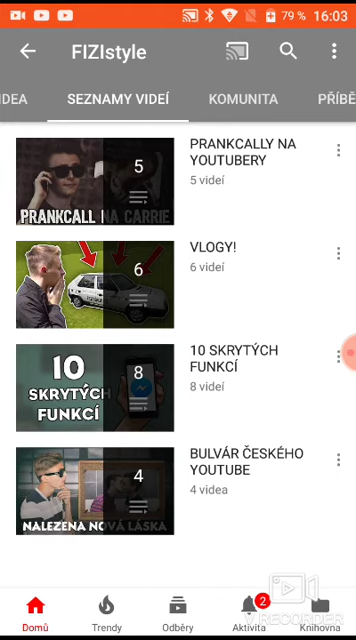 79 % 16:03
FIZIstyle
IDEA SEZNAMY VIDEÍ KOMUNITA PŘÍBĚ
5
PRANKCALL NA CARRIE
PRANKCALLY NA
YOUTUBERY
5 videí
6
VLOGY!
6 videí
10
SKRYTÝCH
FUNKCÍ
8
10 SKRYTÝCH
FUNKCÍ
8 videí
4
NALEZENA NOVÁ LÁSKA
BULVÁR ČESKÉHO
YOUTUBE
4 videa
2
Domů Trendy Odběry Aktivita Knihovna
V RECORDER